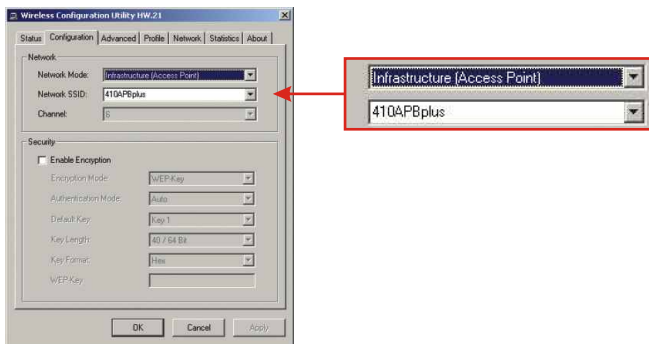 Wireless Configuration Utility HW.21
Status Configuration Advanced Profile Network Statistics About
Network
Network Mode: Infrastructure (Access Point)
Network SSID: 410APBplus
Channel: 6
Security
Enable Encryption
Encription Mode: WEP Key
Authentication Mode: Auto
Default Key: Key 1
Key Length: 40 / 64 Bit
Key Format: Hex
WEP Key:
OK Cancel Apply
Infrastructure (Access Point)
410APBplus